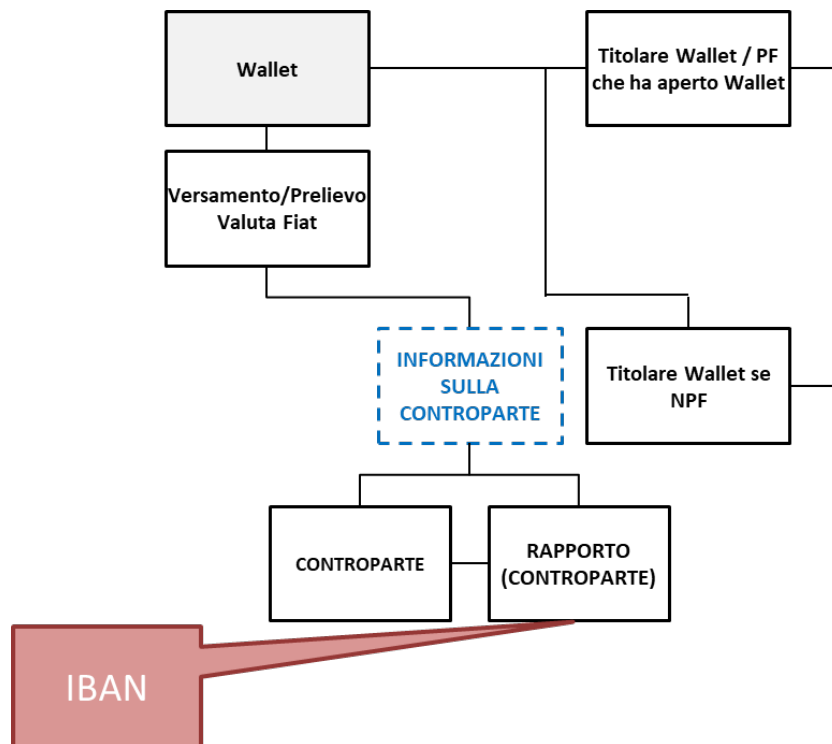 Wallet
Titolare Wallet / PF
che ha aperto Wallet
Versamento/Prelievo
Valuta Fiat
INFORMAZIONI
SULLA
CONTROPARTE
Titolare Wallet se
NPF
CONTROPARTE
RAPPORTO
(CONTROPARTE)
IBAN